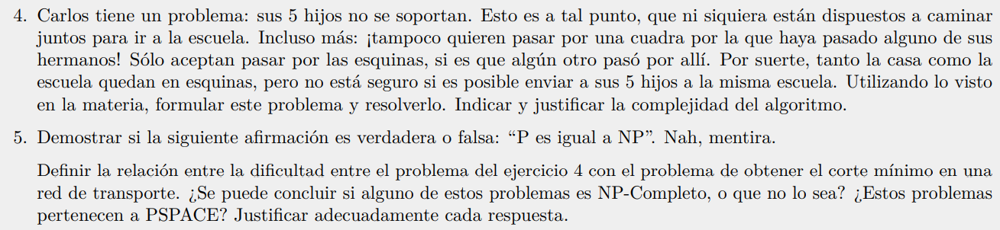 4. Carlos tiene un problema: sus 5 hijos no se soportan. Esto es a tal punto, que ni siquiera están dispuestos a caminar
juntos para ir a la escuela. Incluso más: ¡tampoco quieren pasar por una cuadra por la que haya pasado alguno de sus
hermanos! Sólo aceptan pasar por las esquinas, si es que algún otro pasó por allí. Por suerte, tanto la casa como la
escuela quedan en esquinas, pero no está seguro si es posible enviar a sus 5 hijos a la misma escuela. Utilizando lo visto
en la materia, formular este problema y resolverlo. Indicar y justificar la complejidad del algoritmo.
5. Demostrar si la siguiente afirmación es verdadera o falsa: “P es igual a NP”. Nah, mentira.
Definir la relación entre la dificultad entre el problema del ejercicio 4 con el problema de obtener el corte mínimo en una
red de transporte. ¿Se puede concluir si alguno de estos problemas es NP-Completo, o que no lo sea? ¿Estos problemas
pertenecen a PSPACE? Justificar adecuadamente cada respuesta.